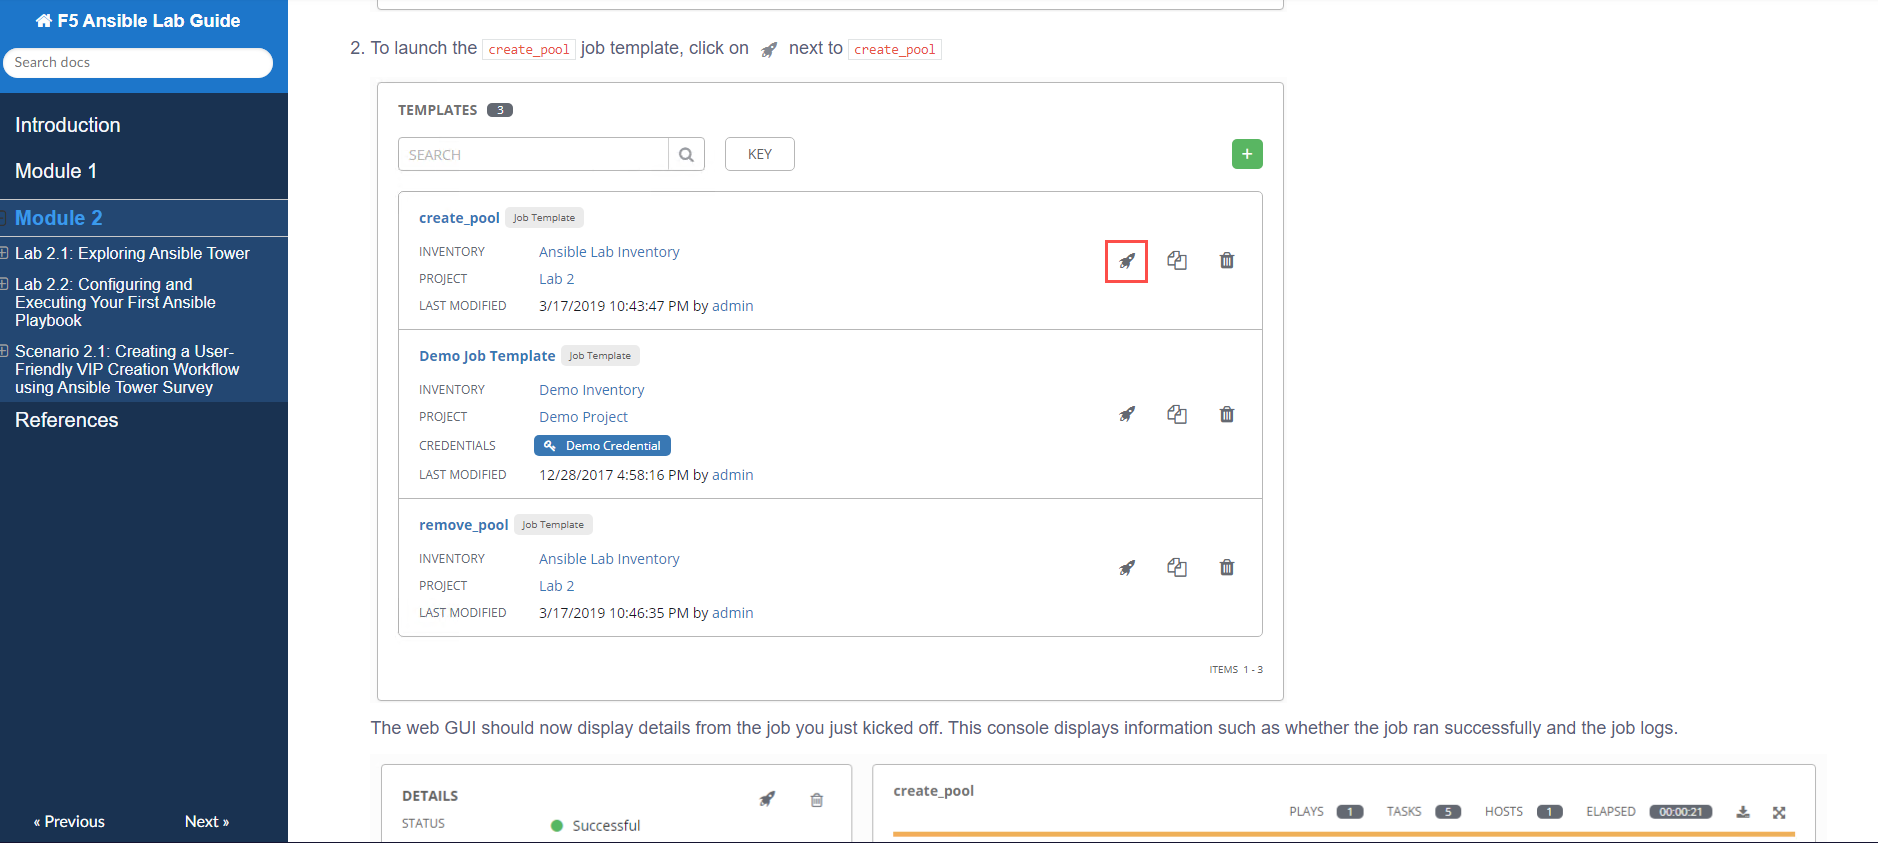 F5 Ansible Lab Guide
Search docs
Introduction
Module 1
Module 2
Lab 2.1: Exploring Ansible Tower
Lab 2.2: Configuring and
Executing Your First Ansible
Playbook
Scenario 2.1: Creating a User-
Friendly VIP Creation Workflow
using Ansible Tower Survey
References
« Previous
Next »
2. To launch the create_pool job template, click on next to create_pool
TEMPLATES 3
SEARCH
KEY
+
create_pool Job Template
INVENTORY Ansible Lab Inventory
PROJECT Lab 2
LAST MODIFIED 3/17/2019 10:43:47 PM by admin
Demo Job Template Job Template
INVENTORY Demo Inventory
PROJECT Demo Project
CREDENTIALS Demo Credential
LAST MODIFIED 12/28/2017 4:58:16 PM by admin
remove_pool Job Template
INVENTORY Ansible Lab Inventory
PROJECT Lab 2
LAST MODIFIED 3/17/2019 10:46:35 PM by admin
ITEMS 1 - 3
The web GUI should now display details from the job you just kicked off. This console displays information such as whether the job ran successfully and the job logs.
DETAILS
STATUS Successful
create_pool
PLAYS 1 TASKS 5 HOSTS 1 ELAPSED 00:00:21